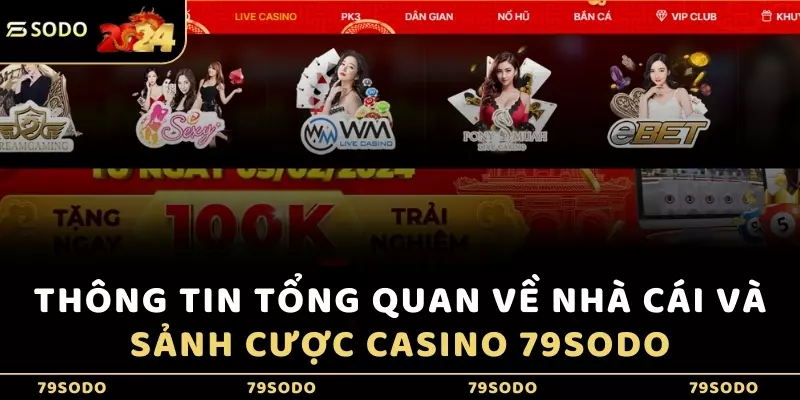 SODO
2024
LIVE CASINO
PK3
DÂN GIAN
NỔ HŨ
BẮN CÁ
VIP CLUB
Sexy
WM
LIVE CASINO
PONY MUAH
eBET
TẶNG
NGAY
100K
TRẢI
NGHIỆM
THÔNG TIN TỔNG QUAN VỀ NHÀ CÁI VÀ
SẢNH CƯỢC CASINO 79SODO
79SODO
79SODO
79SODO
79SODO